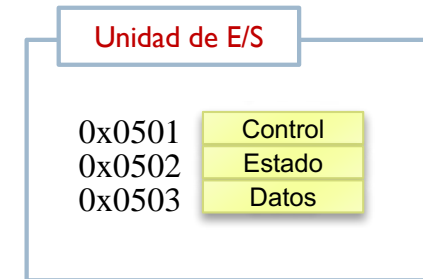 Unidad de E/S
0x0501 Control
0x0502 Estado
0x0503 Datos